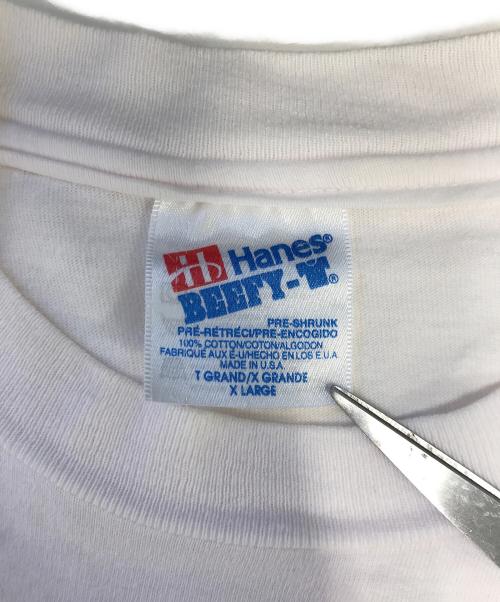 H Hanes®
BEEFY-T.®
PRE-SHRUNK
PRÉ-RÉTRÉCI/PRE-ENCOGIDO
100% COTTON/COTON/ALGODON
FABRIQUÉ AUX É-U/HECHO EN LOS E.U.A.
MADE IN U.S.A.
T GRAND/X GRANDE
X LARGE